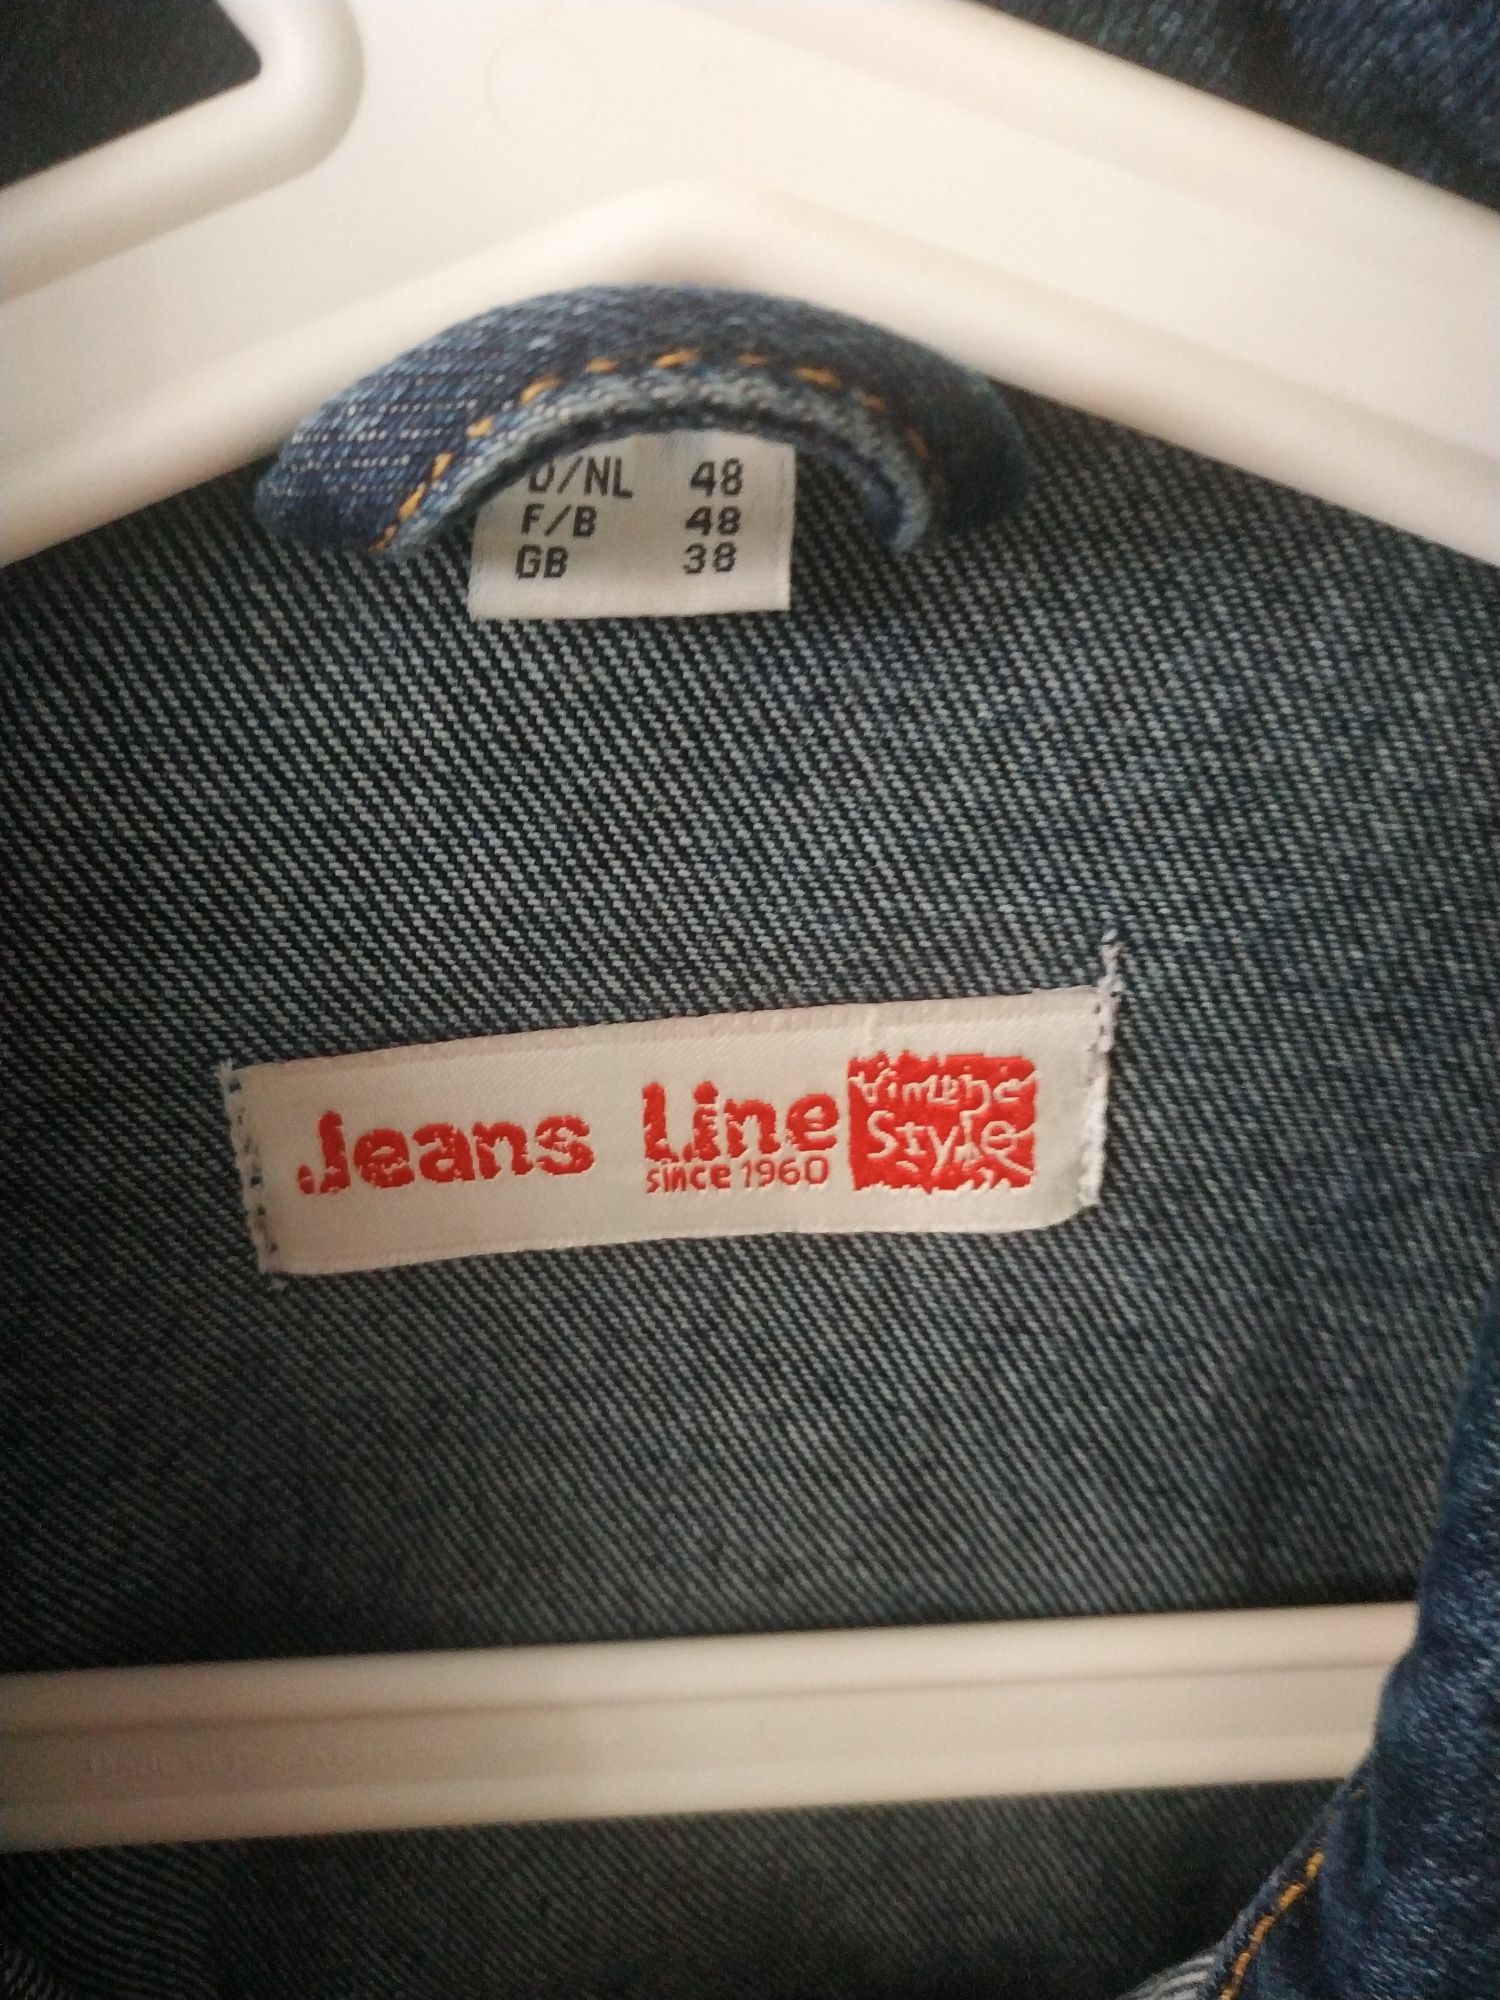 D/NL 48
F/B 48
GB 38
Jeans Line
since 1960
Vintage
Style